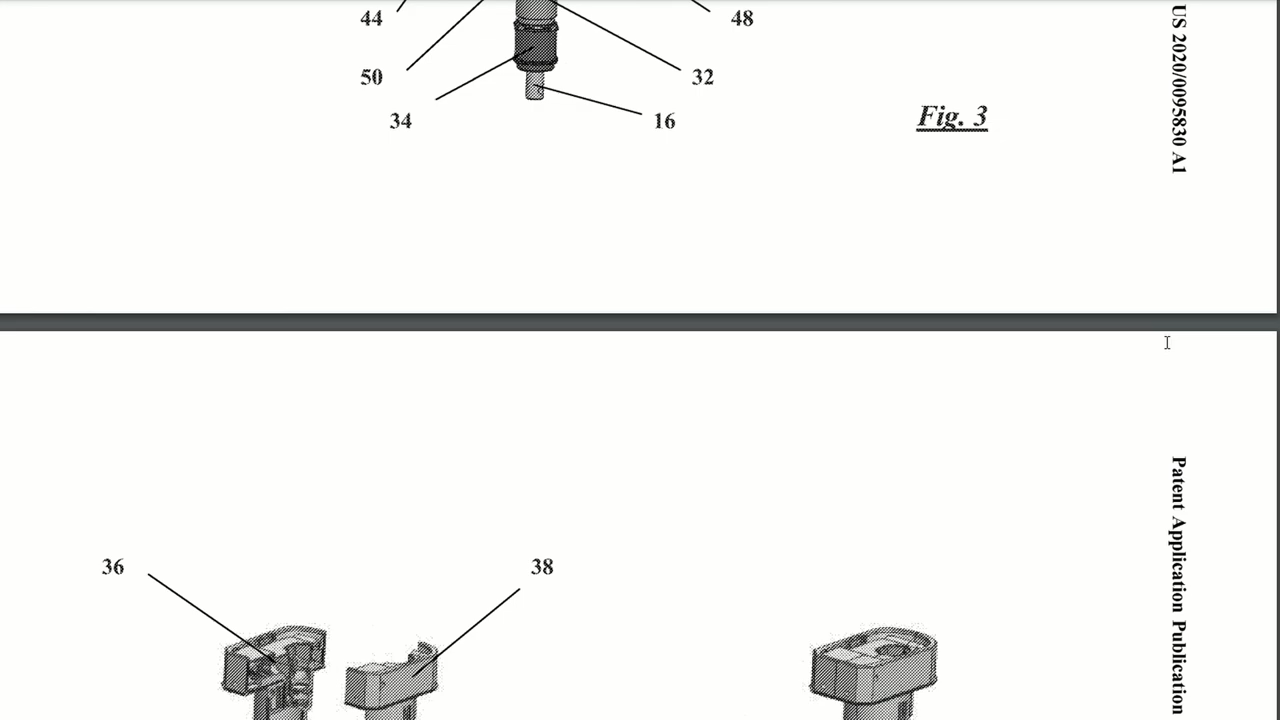 44
48
50
32
34
16
Fig. 3
US 2020/0095830 A1
36
38
Patent Application Publication